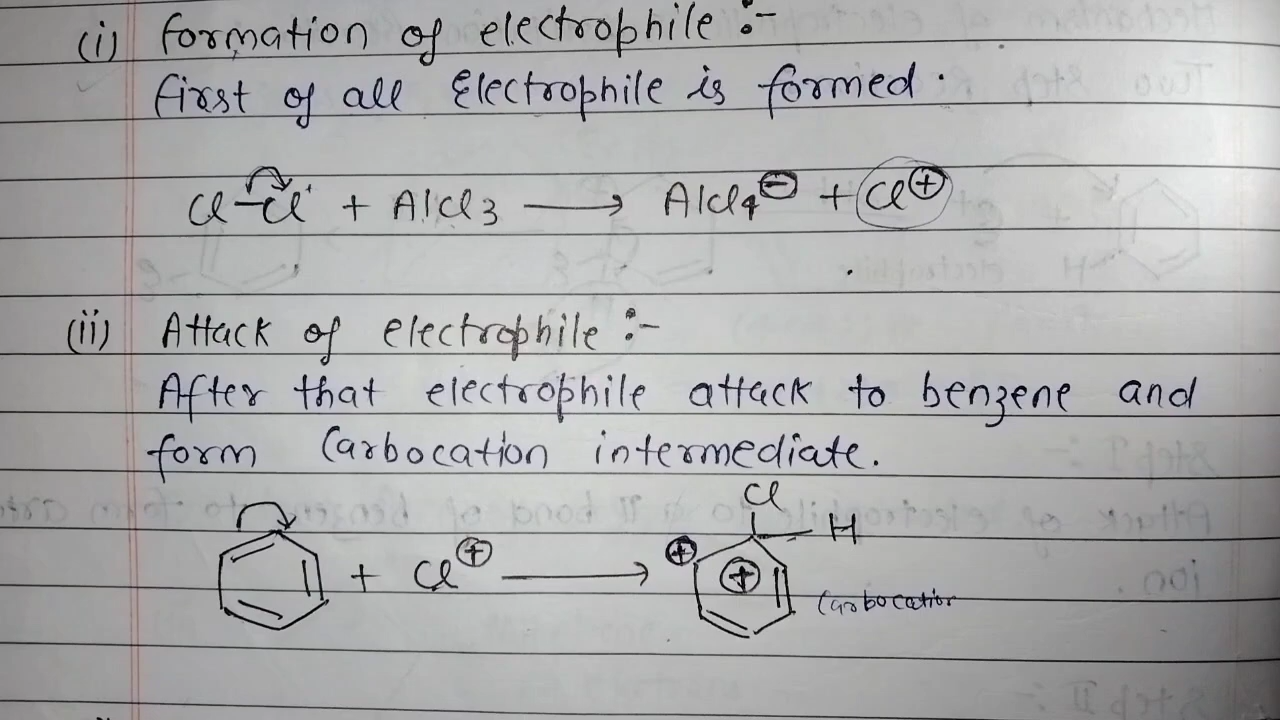 (i) formation of electrophile :-
first of all Electrophile is formed.
Cl-Cl + AlCl3 ⟶ AlCl4⊖ + Cl⊕
(ii) Attack of electrophile :-
After that electrophile attack to benzene and
form Carbocation intermediate.
Cl
H
+ Cl⊕ ⟶ ⊕ ⊕
Carbocation